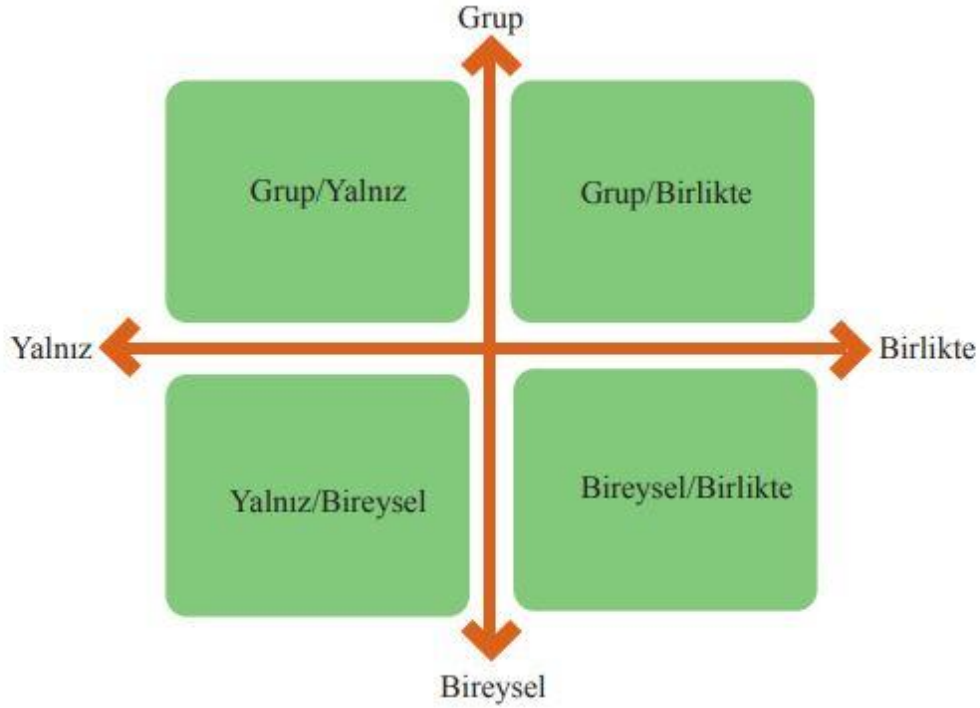 Grup
Grup/Yalnız
Grup/Birlikte
Yalnız
Birlikte
Yalnız/Bireysel
Bireysel/Birlikte
Bireysel